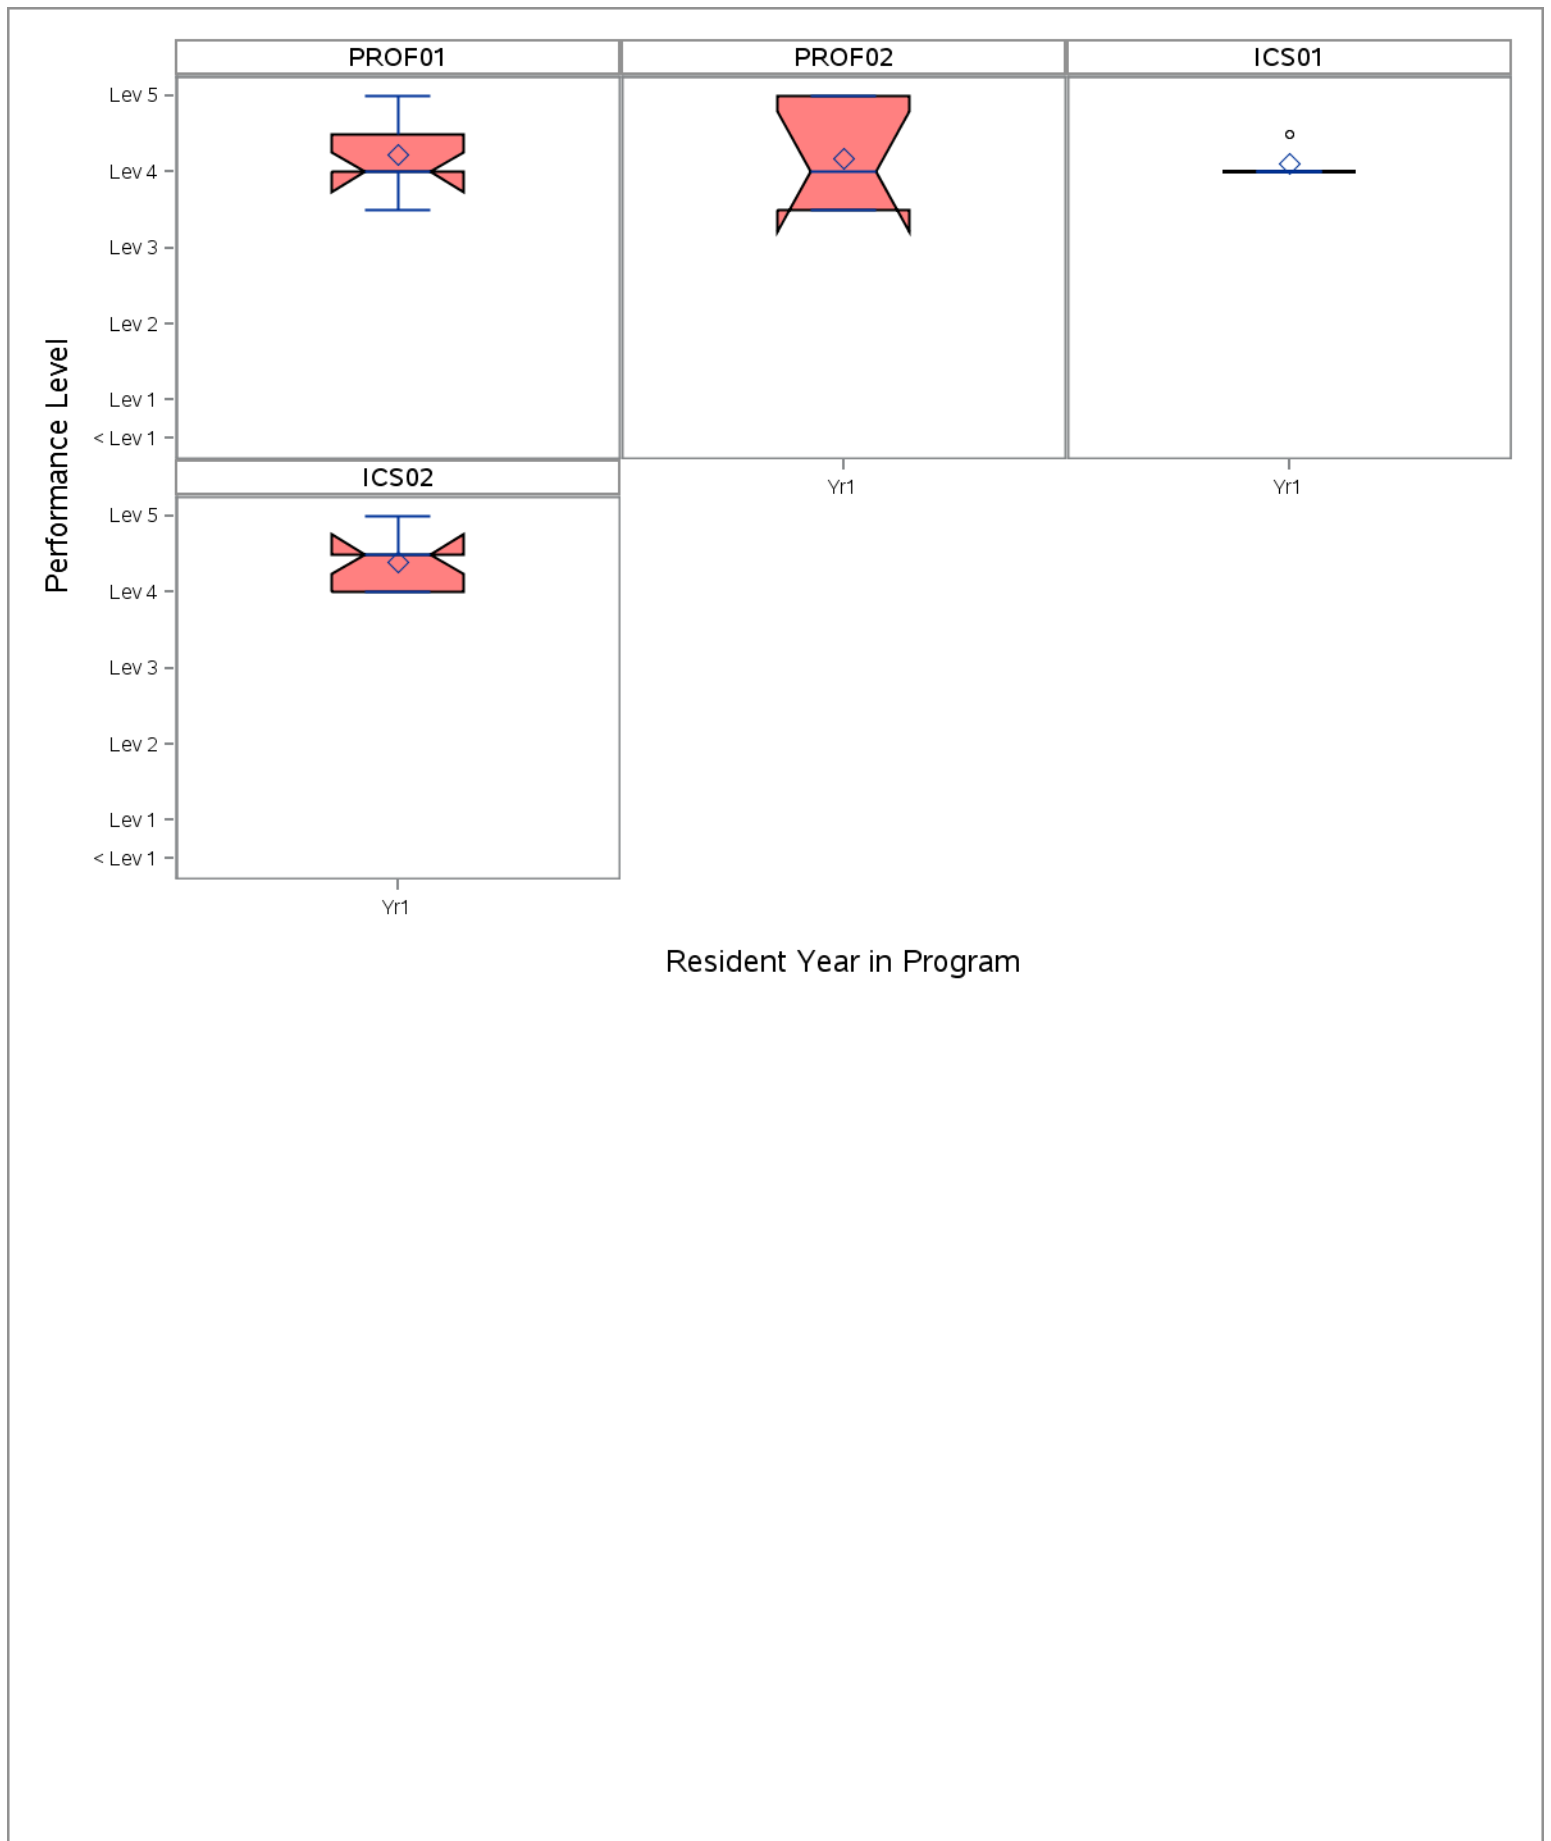 PROF01 PROF02 ICS01
Lev 5
Lev 4
Lev 3
Lev 2
Lev 1
< Lev 1
ICS02
Yr1 Yr1
Lev 5
Lev 4
Lev 3
Lev 2
Lev 1
< Lev 1
Yr1
Performance Level
Resident Year in Program